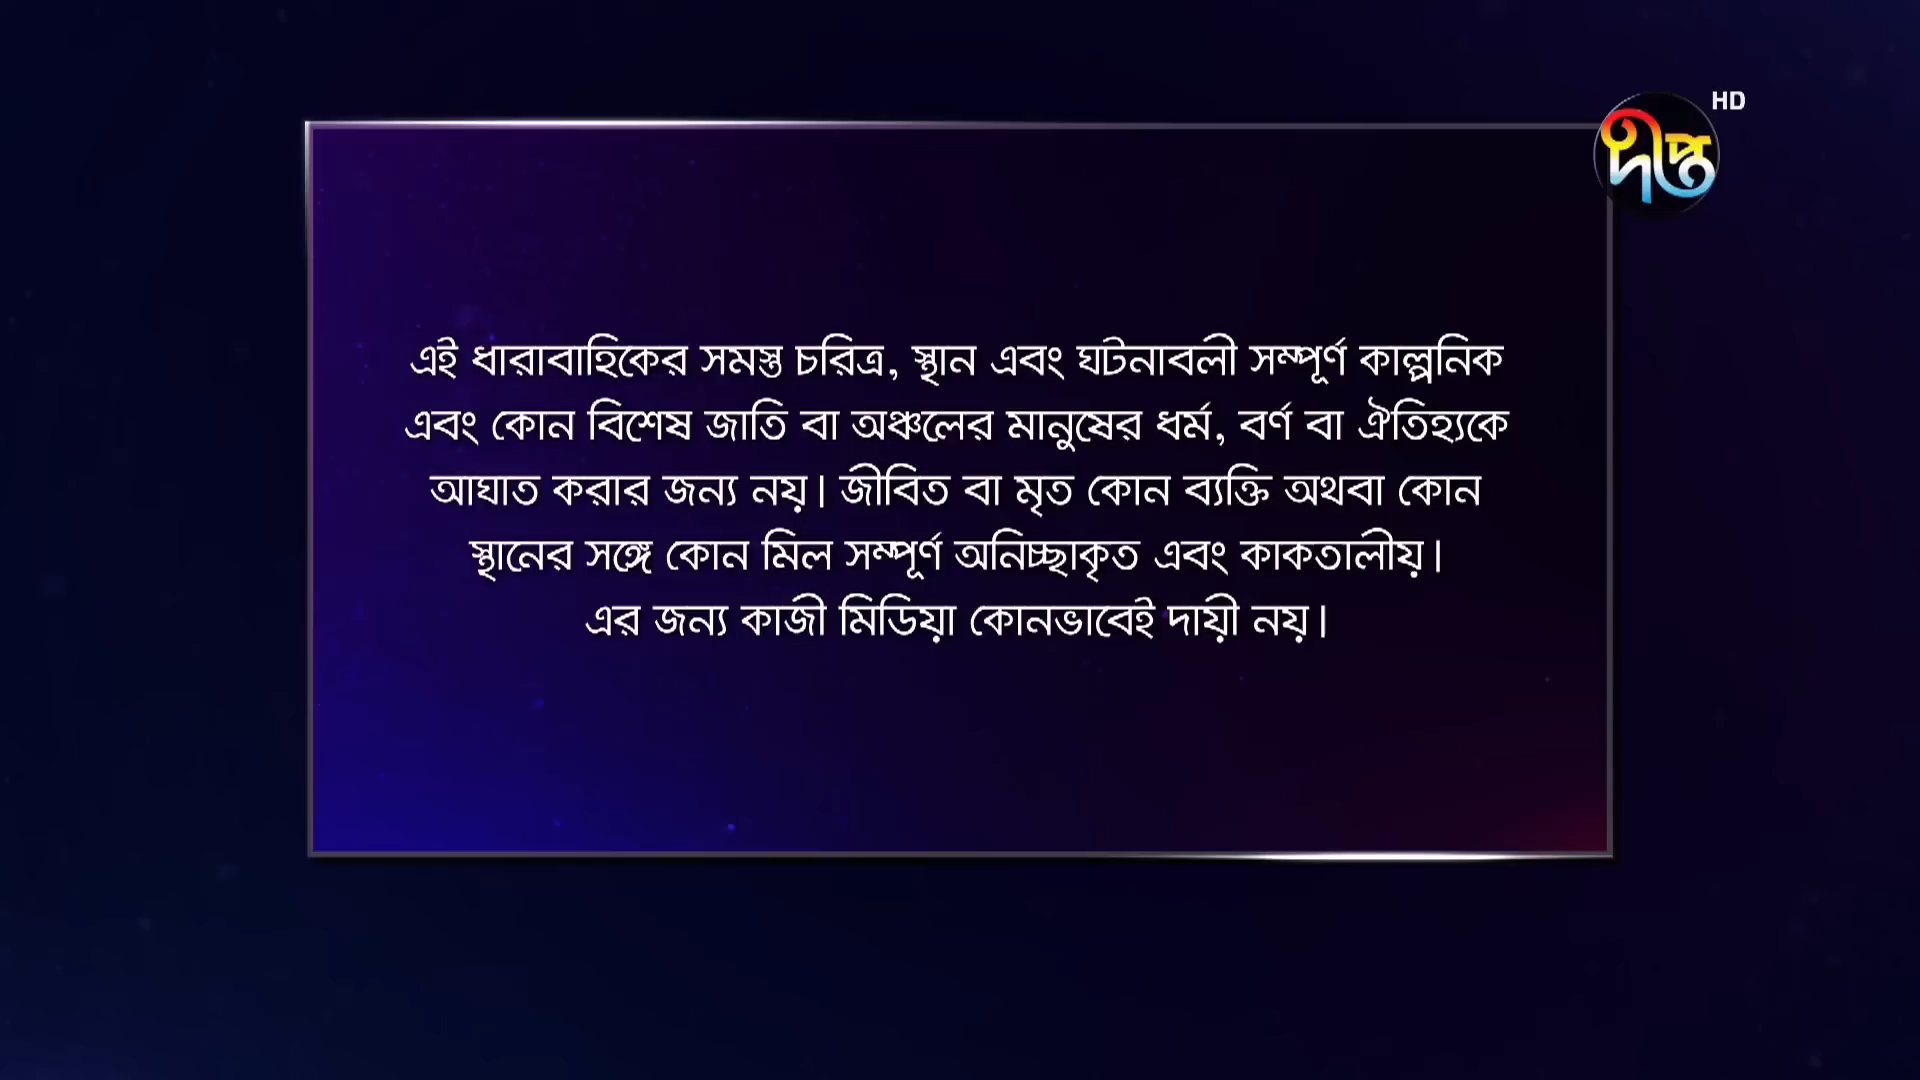 HD
দীপ্ত
এই ধারাবাহিকের সমস্ত চরিত্র, স্থান এবং ঘটনাবলী সম্পূর্ণ কাল্পনিক
এবং কোন বিশেষ জাতি বা অঞ্চলের মানুষের ধর্ম, বর্ণ বা ঐতিহ্যকে
আঘাত করার জন্য নয়। জীবিত বা মৃত কোন ব্যক্তি অথবা কোন
স্থানের সঙ্গে কোন মিল সম্পূর্ণ অনিচ্ছাকৃত এবং কাকতালীয়।
এর জন্য কাজী মিডিয়া কোনভাবেই দায়ী নয়।